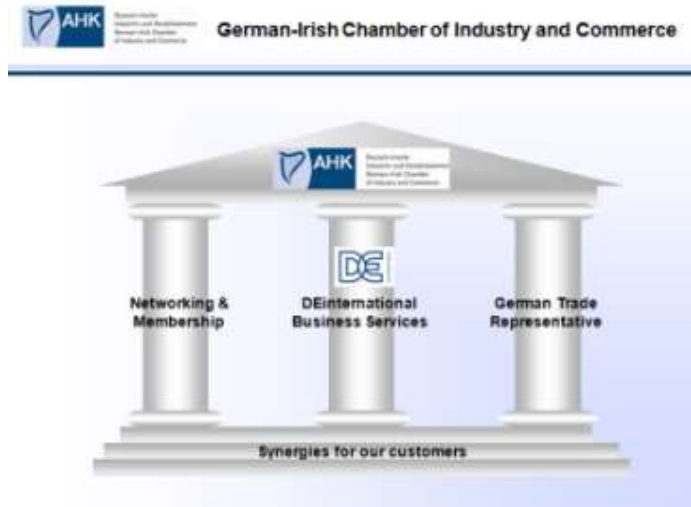 AHK
German-Irish Chamber of Industry and Commerce
AHK
DE
Networking &
Membership
DEinternational
Business Services
German Trade
Representative
Synergies for our customers